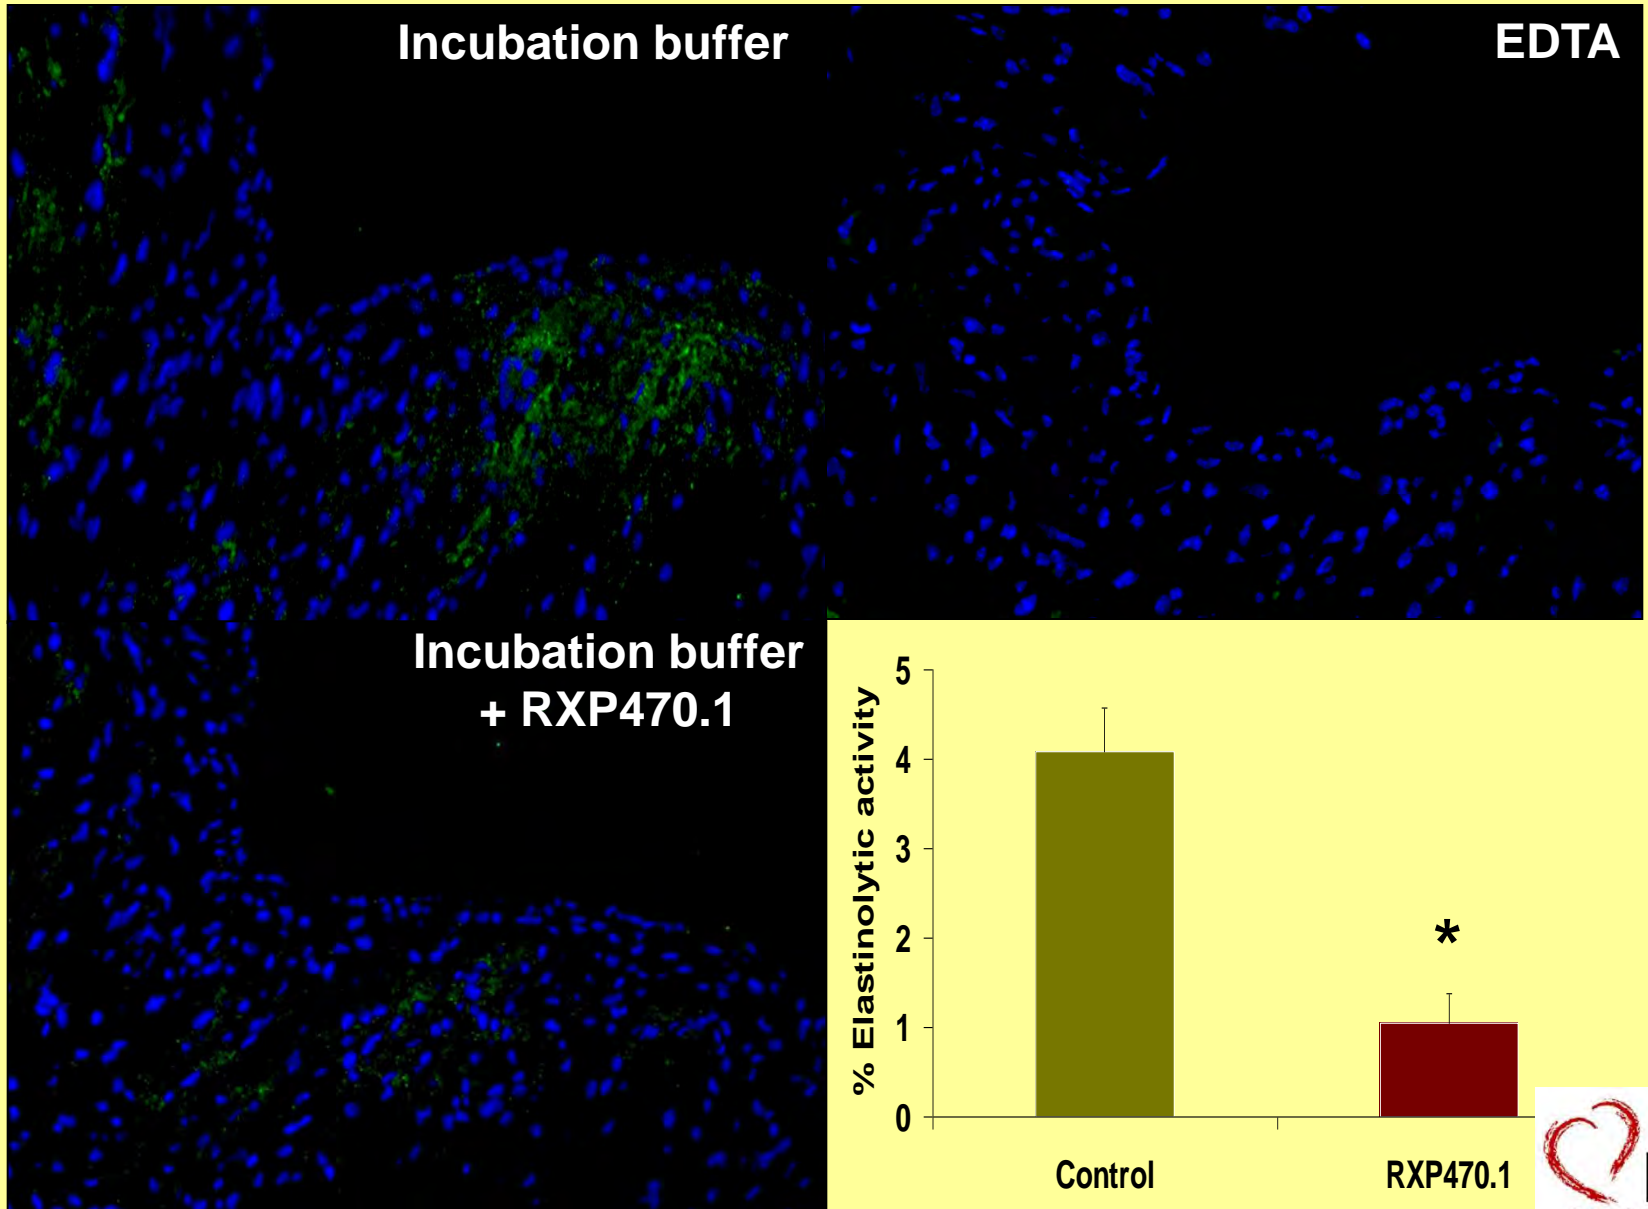 Incubation buffer
EDTA
Incubation buffer
+ RXP470.1
% Elastinolytic activity
5
4
3
2
1
0
*
Control
RXP470.1